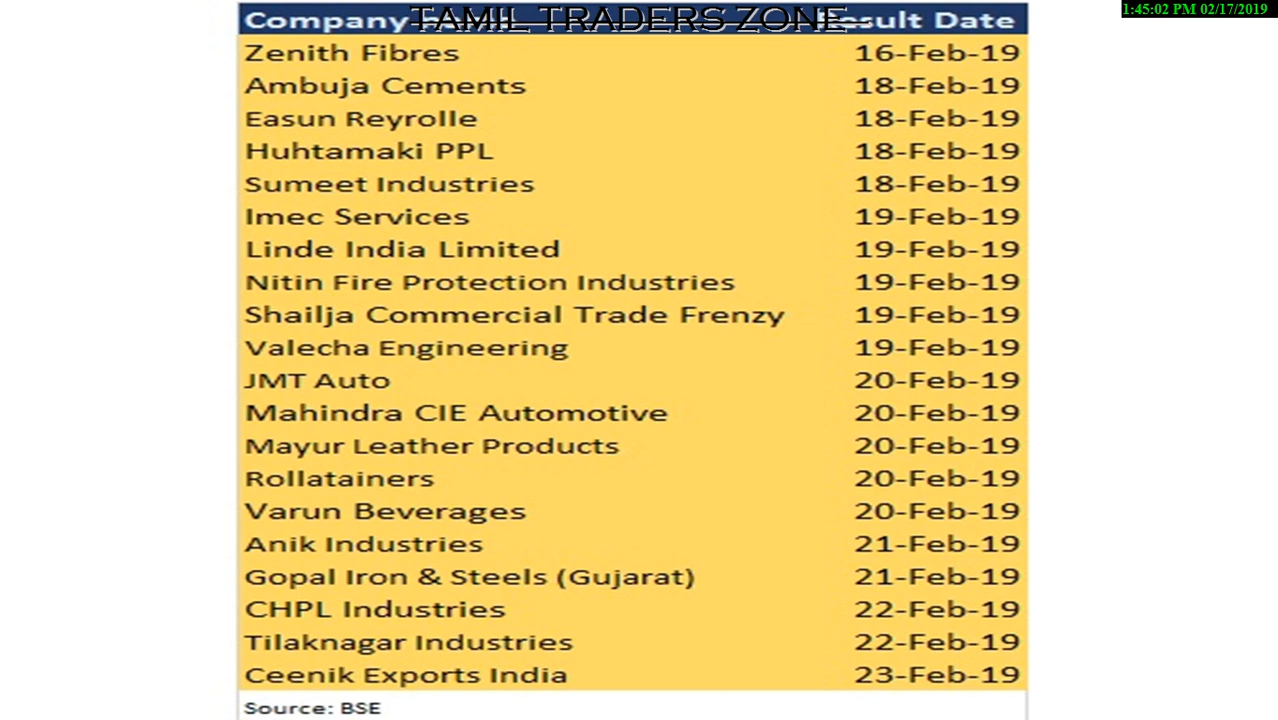 1:45:02 PM 02/17/2019
TAMIL TRADERS ZONE
Company Result Date
Zenith Fibres 16-Feb-19
Ambuja Cements 18-Feb-19
Easun Reyrolle 18-Feb-19
Huhtamaki PPL 18-Feb-19
Sumeet Industries 18-Feb-19
Imec Services 19-Feb-19
Linde India Limited 19-Feb-19
Nitin Fire Protection Industries 19-Feb-19
Shailja Commercial Trade Frenzy 19-Feb-19
Valecha Engineering 19-Feb-19
JMT Auto 20-Feb-19
Mahindra CIE Automotive 20-Feb-19
Mayur Leather Products 20-Feb-19
Rollatainers 20-Feb-19
Varun Beverages 20-Feb-19
Anik Industries 21-Feb-19
Gopal Iron & Steels (Gujarat) 21-Feb-19
CHPL Industries 22-Feb-19
Tilaknagar Industries 22-Feb-19
Ceenik Exports India 23-Feb-19
Source: BSE